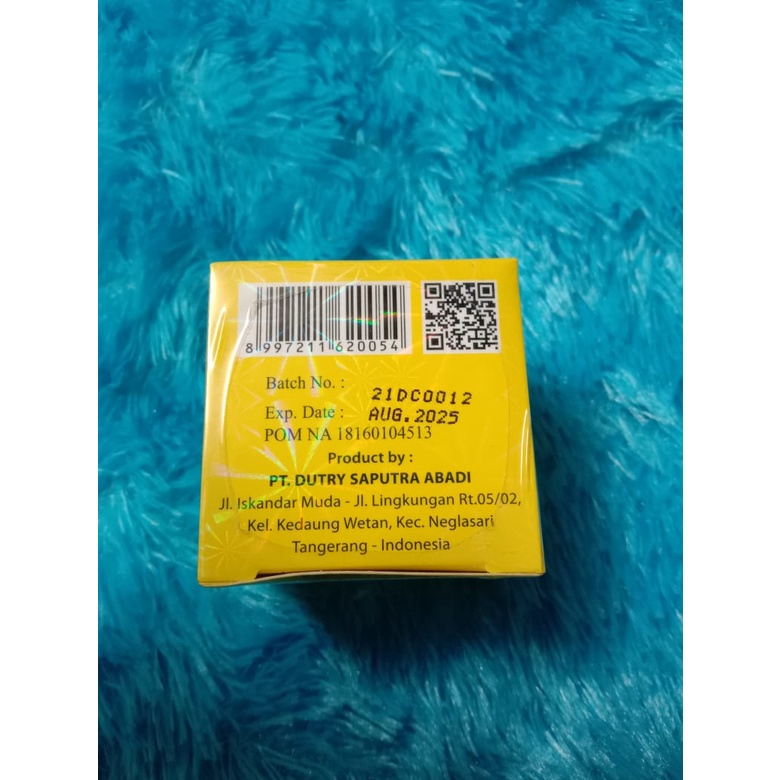 8 997211 620054
Batch No. : 21DC0012
Exp. Date : AUG.2025
POM NA 18160104513
Product by :
PT. DUTRY SAPUTRA ABADI
Jl. Iskandar Muda - Jl. Lingkungan Rt.05/02,
Kel. Kedaung Wetan, Kec. Neglasari
Tangerang - Indonesia